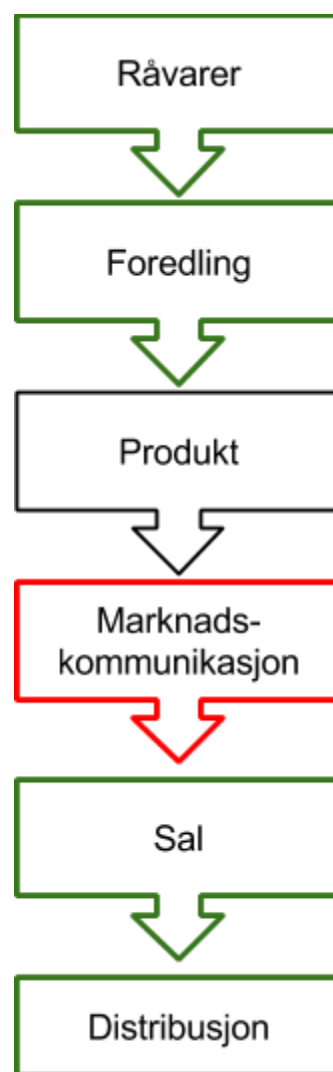 Råvarer
Foredling
Produkt
Marknads-
kommunikasjon
Sal
Distribusjon